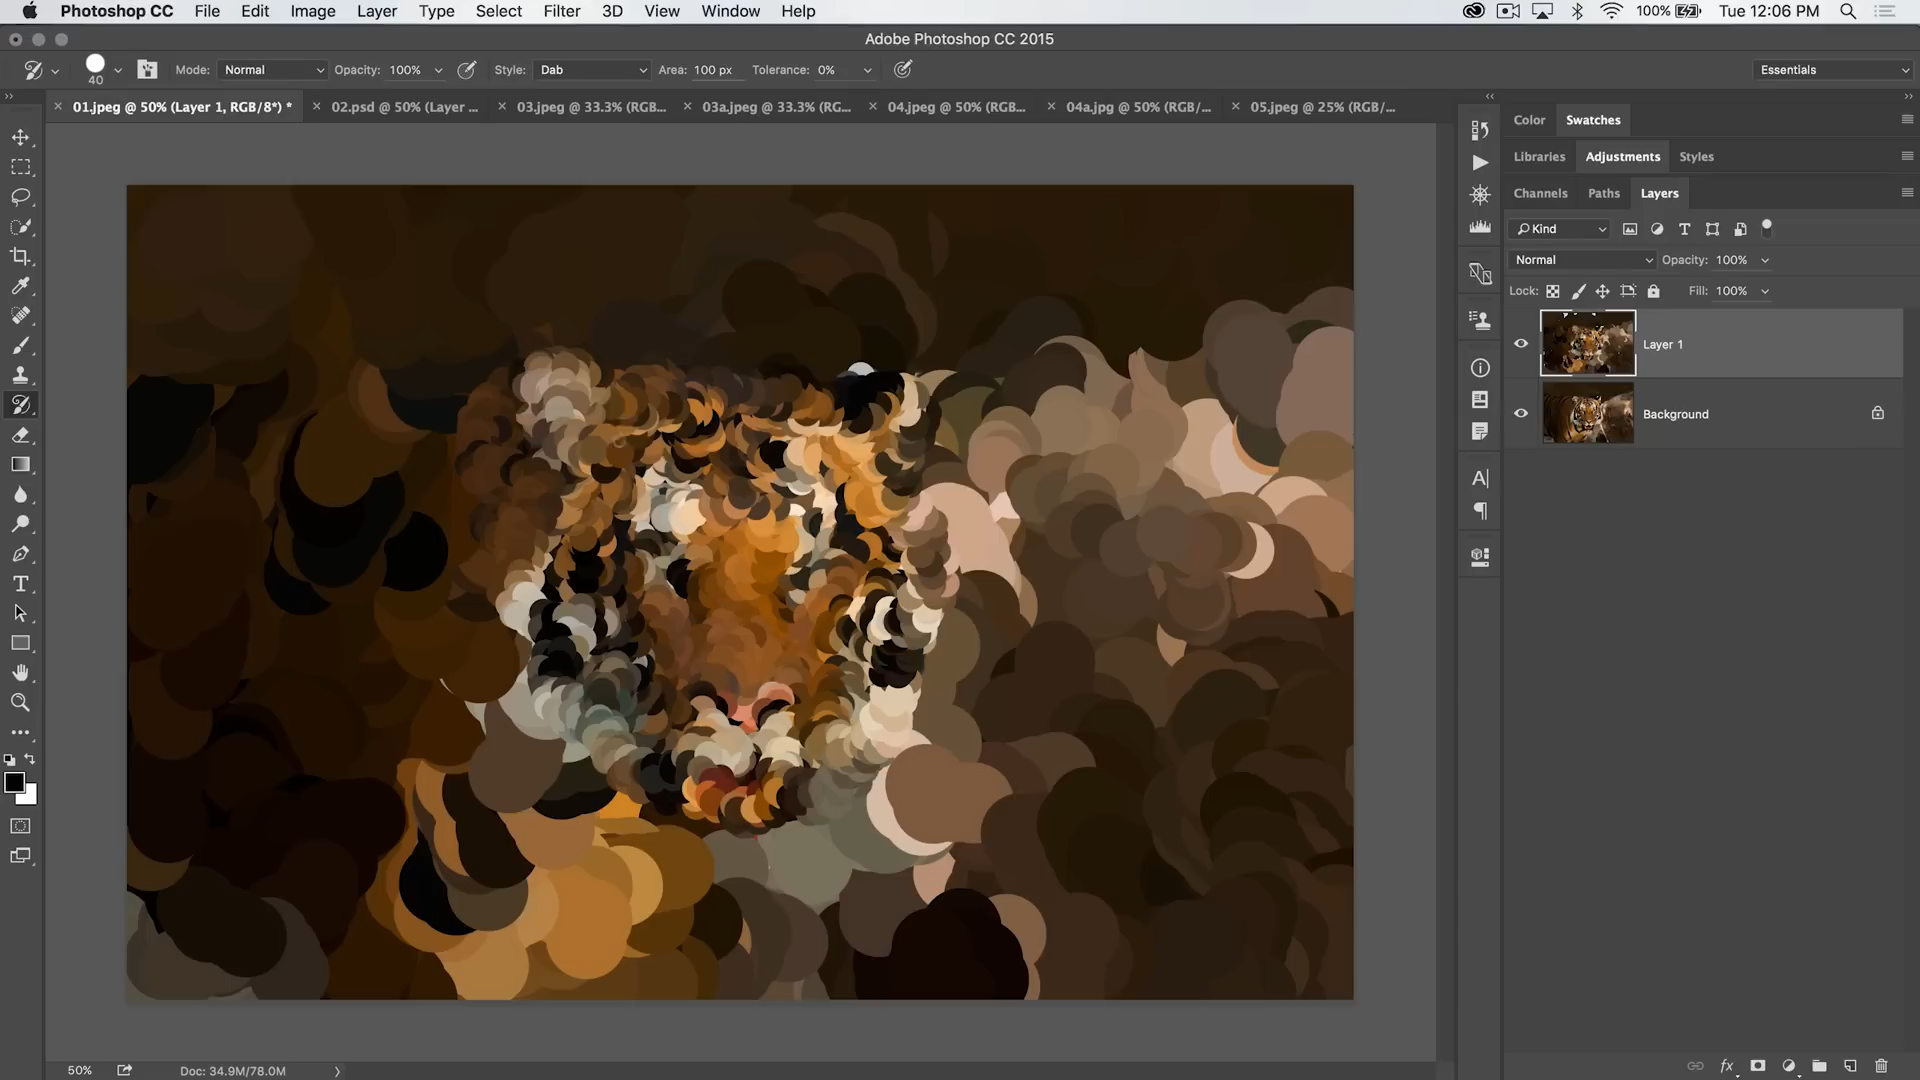 Photoshop CC File Edit Image Layer Type Select Filter 3D View Window Help 100% Tue 12:06 PM
Adobe Photoshop CC 2015
40 Mode: Normal Opacity: 100% Style: Dab Area: 100 px Tolerance: 0% Essentials
01.jpeg @ 50% (Layer 1, RGB/8*) * 02.psd @ 50% (Layer ... 03.jpeg @ 33.3% (RGB... 03a.jpeg @ 33.3% (RG... 04.jpeg @ 50% (RGB... 04a.jpg @ 50% (RGB/... 05.jpeg @ 25% (RGB/...
Color Swatches
Libraries Adjustments Styles
Channels Paths Layers
Kind
Normal Opacity: 100%
Lock: Fill: 100%
Layer 1
Background
50% Doc: 34.9M/78.0M